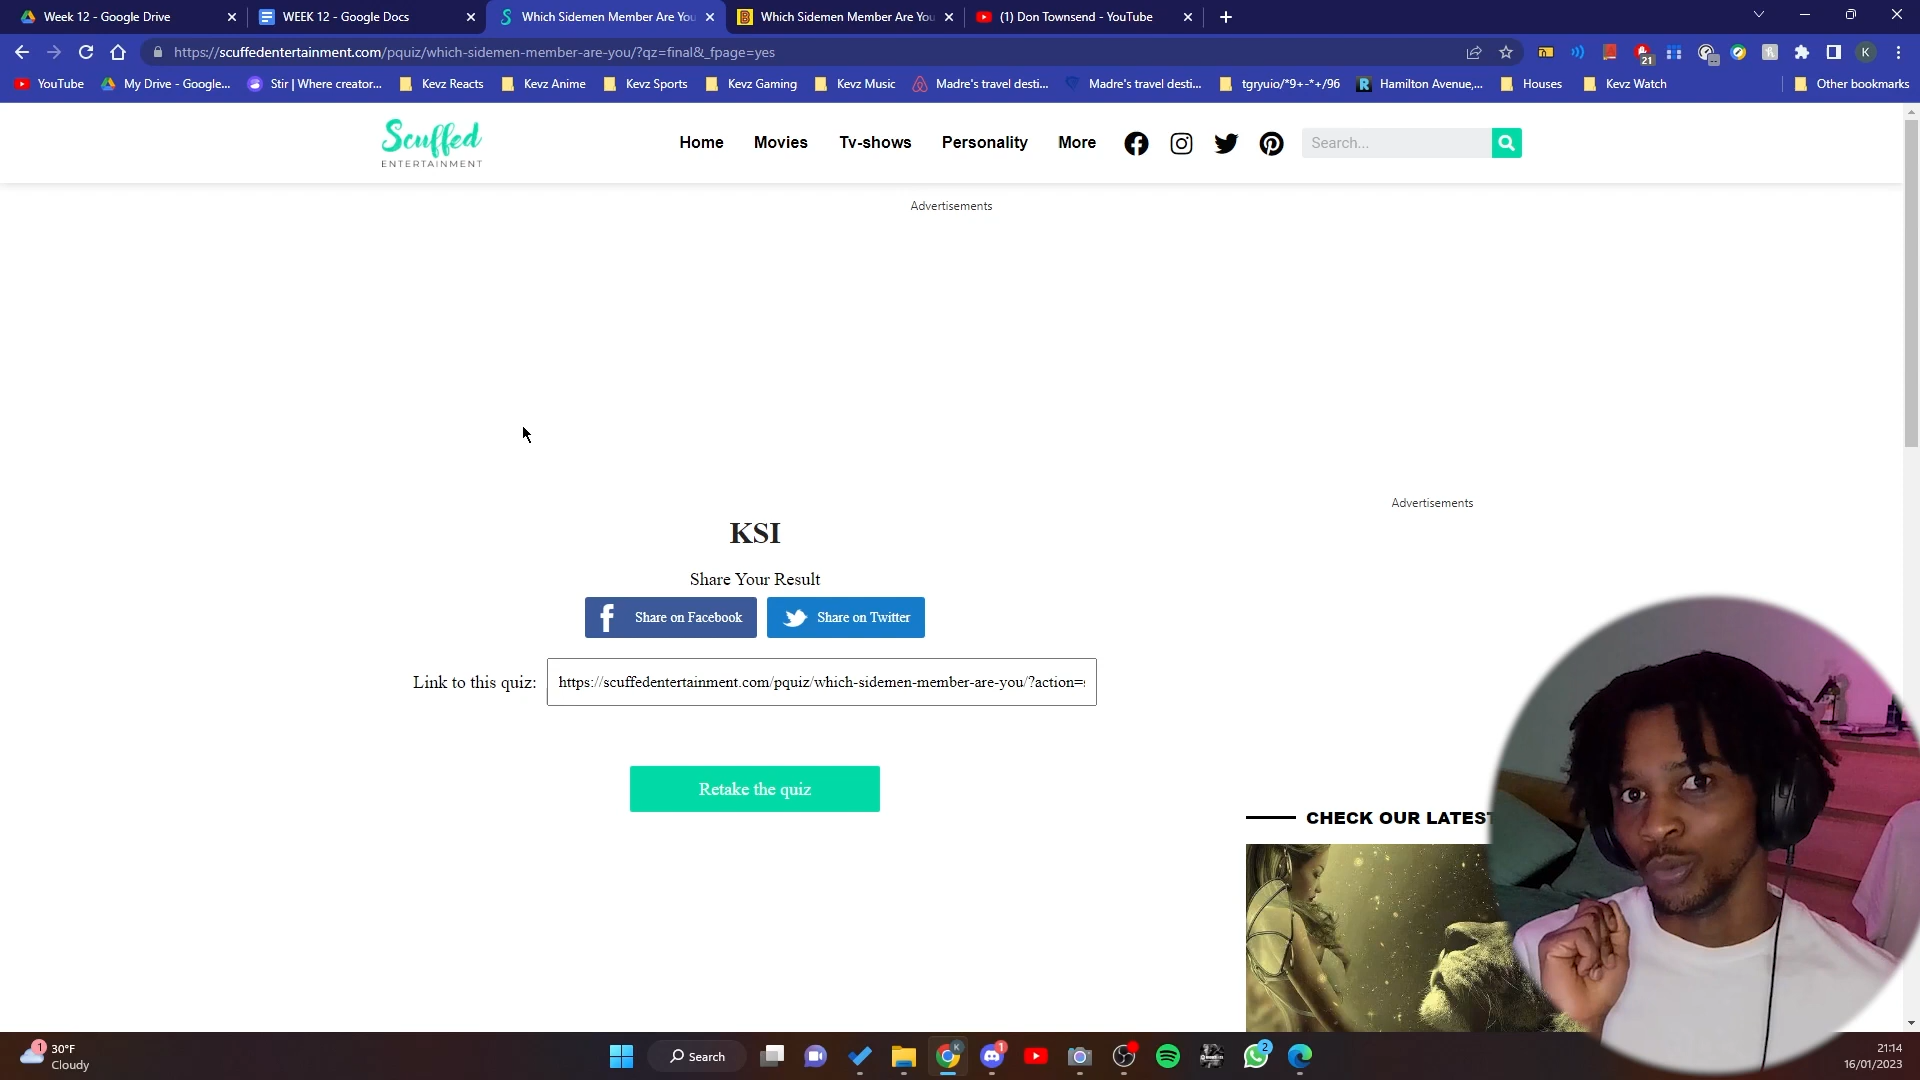 Week 12 - Google Drive
WEEK 12 - Google Docs
Which Sidemen Member Are You
Which Sidemen Member Are You
(1) Don Townsend - YouTube
https://scuffedentertainment.com/pquiz/which-sidemen-member-are-you/?qz=final&_fpage=yes
21
K
YouTube
My Drive - Google...
Stir | Where creator...
Kevz Reacts
Kevz Anime
Kevz Sports
Kevz Gaming
Kevz Music
Madre's travel desti...
Madre's travel desti...
tgryuio/*9+-*+/96
Hamilton Avenue,...
Houses
Kevz Watch
Other bookmarks
Scuffed
ENTERTAINMENT
Home
Movies
Tv-shows
Personality
More
Search...
Advertisements
Advertisements
KSI
Share Your Result
Share on Facebook
Share on Twitter
Link to this quiz:
https://scuffedentertainment.com/pquiz/which-sidemen-member-are-you/?action=
Retake the quiz
CHECK OUR LATEST
1
30°F
Cloudy
Search
K
1
2
21:14
16/01/2023